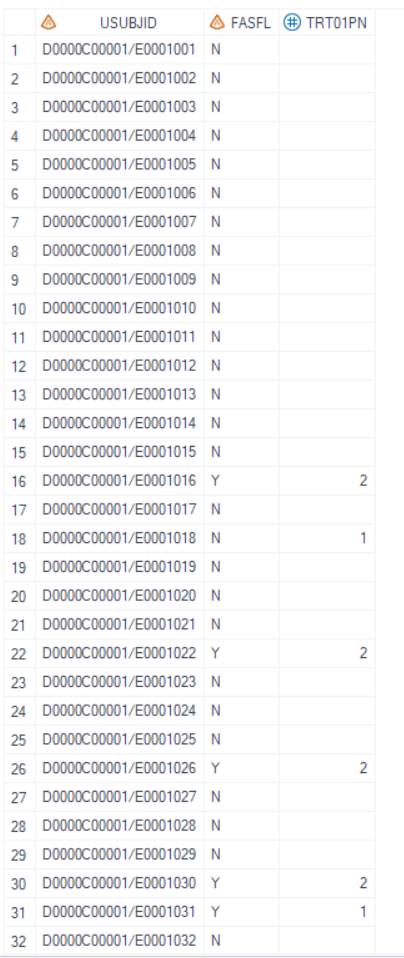 USUBJID FASFL TRT01PN
1 D0000C00001/E0001001 N
2 D0000C00001/E0001002 N
3 D0000C00001/E0001003 N
4 D0000C00001/E0001004 N
5 D0000C00001/E0001005 N
6 D0000C00001/E0001006 N
7 D0000C00001/E0001007 N
8 D0000C00001/E0001008 N
9 D0000C00001/E0001009 N
10 D0000C00001/E0001010 N
11 D0000C00001/E0001011 N
12 D0000C00001/E0001012 N
13 D0000C00001/E0001013 N
14 D0000C00001/E0001014 N
15 D0000C00001/E0001015 N
16 D0000C00001/E0001016 Y 2
17 D0000C00001/E0001017 N
18 D0000C00001/E0001018 N 1
19 D0000C00001/E0001019 N
20 D0000C00001/E0001020 N
21 D0000C00001/E0001021 N
22 D0000C00001/E0001022 Y 2
23 D0000C00001/E0001023 N
24 D0000C00001/E0001024 N
25 D0000C00001/E0001025 N
26 D0000C00001/E0001026 Y 2
27 D0000C00001/E0001027 N
28 D0000C00001/E0001028 N
29 D0000C00001/E0001029 N
30 D0000C00001/E0001030 Y 2
31 D0000C00001/E0001031 Y 1
32 D0000C00001/E0001032 N